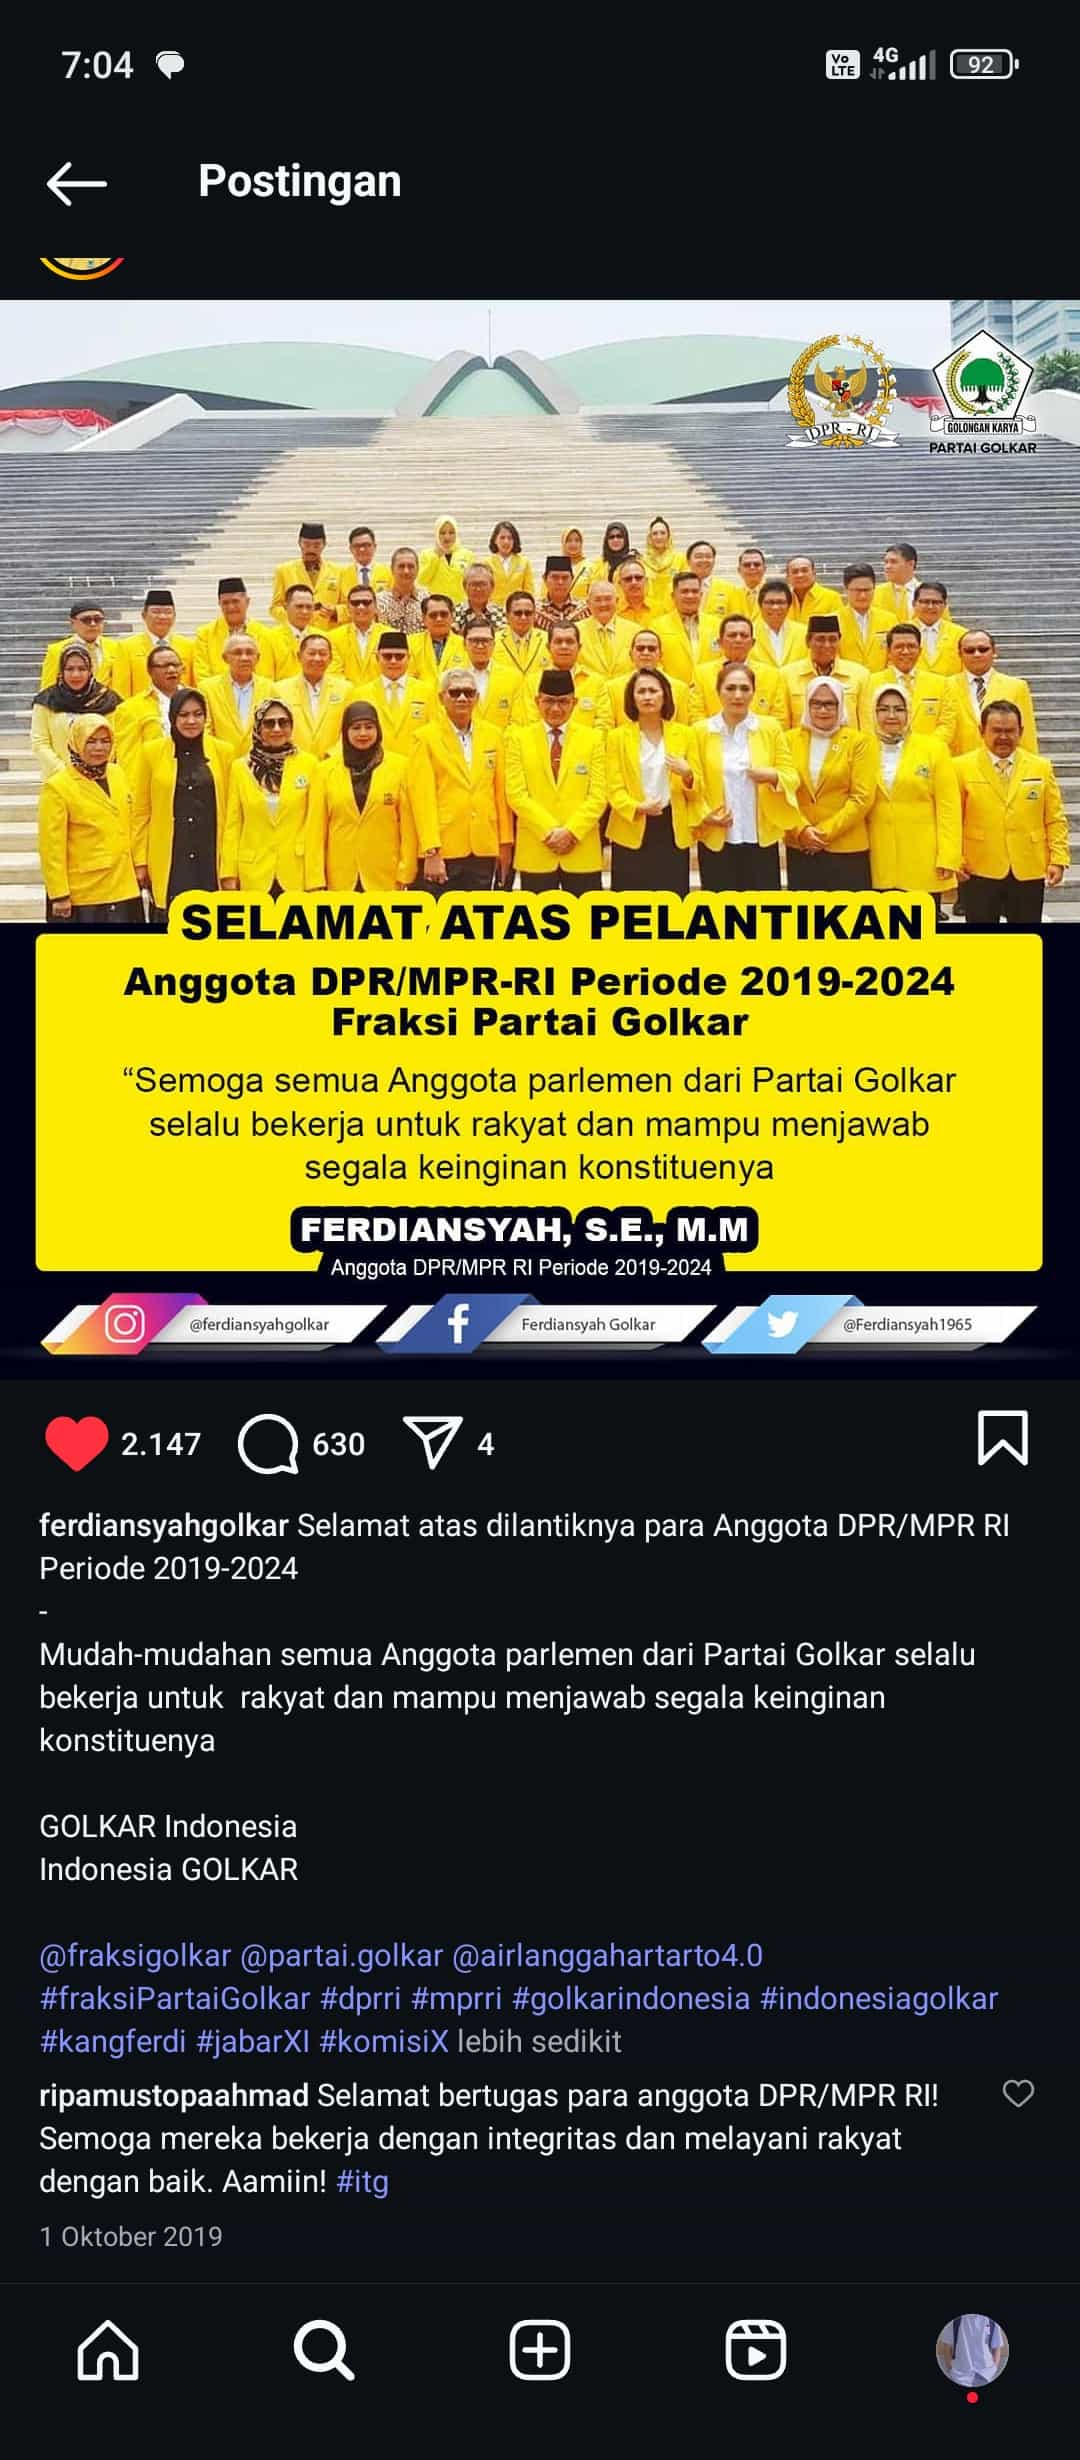 7:04
Vo
LTE
4G
92
Postingan
DPR - RI
GOLONGAN KARYA
PARTAI GOLKAR
SELAMAT ATAS PELANTIKAN
Anggota DPR/MPR-RI Periode 2019-2024
Fraksi Partai Golkar
“Semoga semua Anggota parlemen dari Partai Golkar
selalu bekerja untuk rakyat dan mampu menjawab
segala keinginan konstituenya
FERDIANSYAH, S.E., M.M
Anggota DPR/MPR RI Periode 2019-2024
@ferdiansyahgolkar
Ferdiansyah Golkar
@Ferdiansyah1965
2.147
630
4
ferdiansyahgolkar Selamat atas dilantiknya para Anggota DPR/MPR RI
Periode 2019-2024
-
Mudah-mudahan semua Anggota parlemen dari Partai Golkar selalu
bekerja untuk  rakyat dan mampu menjawab segala keinginan
konstituenya
GOLKAR Indonesia
Indonesia GOLKAR
@fraksigolkar @partai.golkar @airlanggahartarto4.0
#fraksiPartaiGolkar #dprri #mprri #golkarindonesia #indonesiagolkar
#kangferdi #jabarXI #komisiX lebih sedikit
ripamustopaahmad Selamat bertugas para anggota DPR/MPR RI!
Semoga mereka bekerja dengan integritas dan melayani rakyat
dengan baik. Aamiin! #itg
1 Oktober 2019